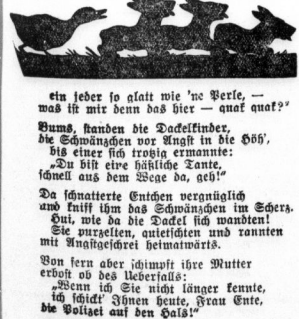 ein jeder so glatt wie 'ne Perle, —
was ist mir denn das hier — quak quak?"
Bums, standen die Dackelkinder,
die Schwänzchen vor Angst in die Höh',
bis einer sich trotzig ermannte:
„Du bist eine häßliche Tante,
schnell aus dem Wege da, geh!"
Da schnatterte Entchen vergnüglich
und kniff ihm das Schwänzchen im Scherz.
Hui, wie da die Dackel sich wandten!
Sie purzelten, quietschten und rannten
mit Angstgeschrei heimatwärts.
Von fern aber schimpft ihre Mutter
erbost ob des Ueberfalls:
„Wenn ich Sie nicht länger kennte,
ich schickt' Ihnen heute, Frau Ente,
die Polizei auf den Hals!"